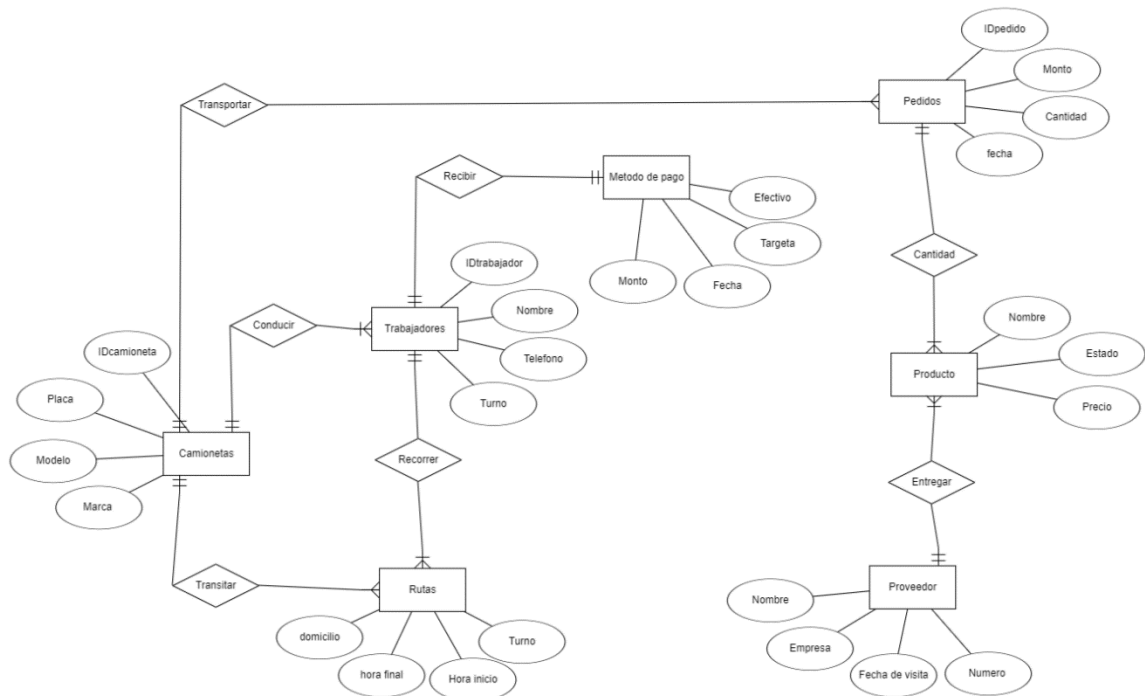 IDpedido
Monto
Transportar
Pedidos
Cantidad
fecha
Recibir
Metodo de pago
Efectivo
Targeta
Cantidad
IDtrabajador
Monto
Fecha
Nombre
Conducir
Trabajadores
Nombre
IDcamioneta
Telefono
Estado
Producto
Placa
Turno
Precio
Camionetas
Modelo
Recorrer
Marca
Entregar
Transitar
Rutas
Proveedor
Nombre
domicilio
Turno
Empresa
hora final
Hora inicio
Fecha de visita
Numero